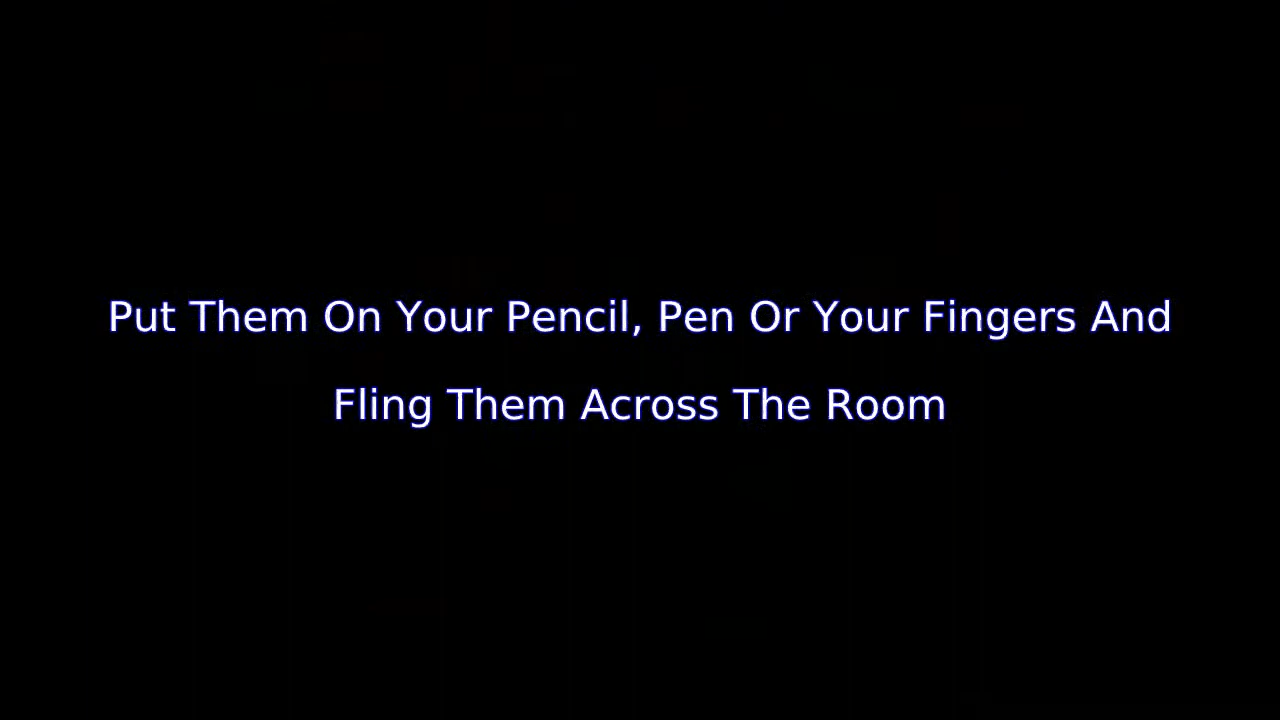 Put Them On Your Pencil, Pen Or Your Fingers And
Fling Them Across The Room